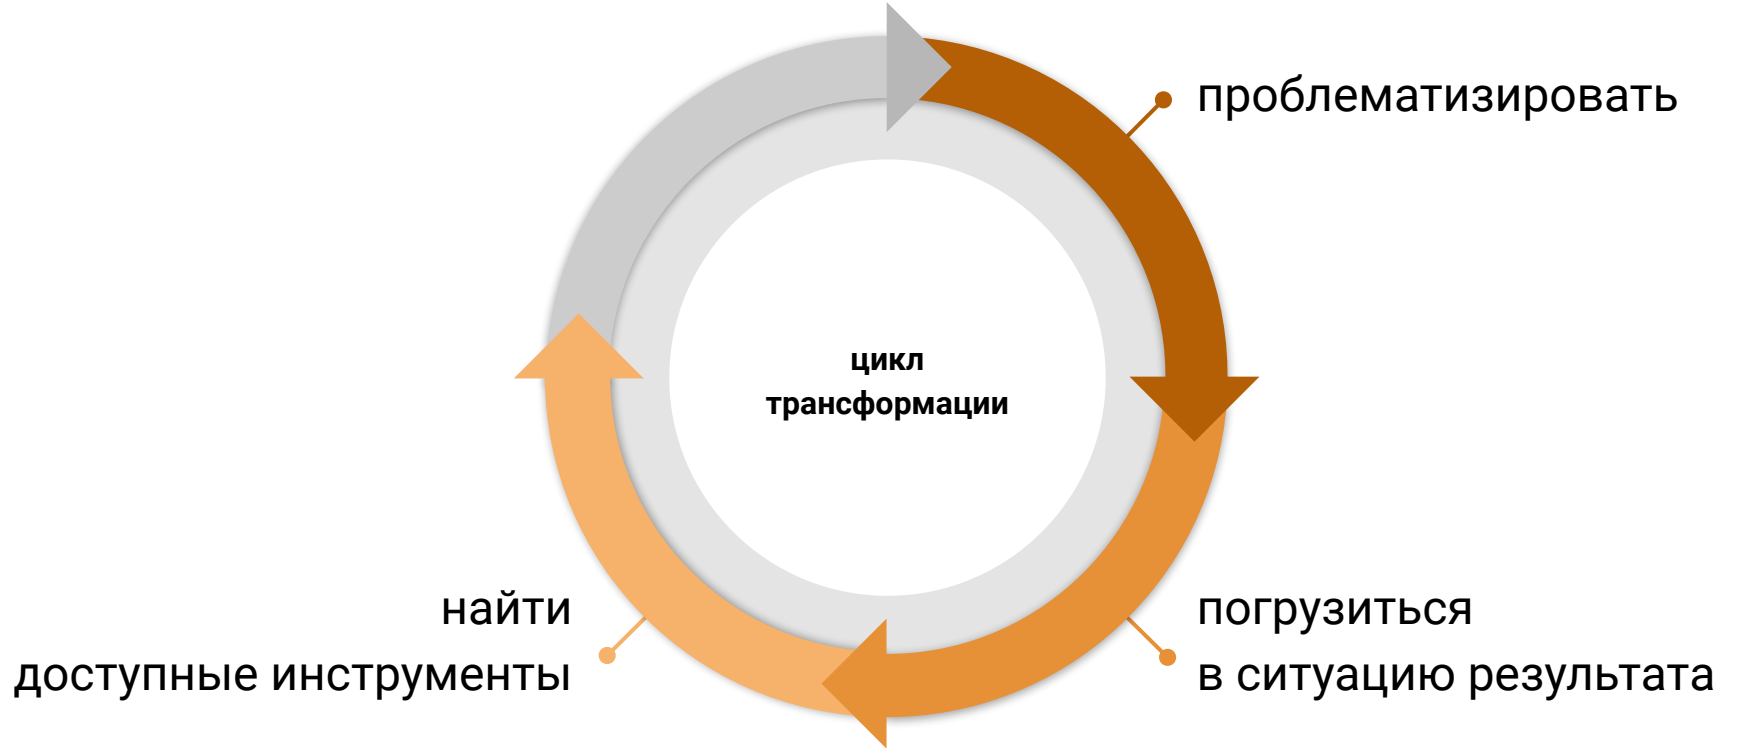 проблематизировать
цикл
трансформации
погрузиться
в ситуацию результата
найти
доступные инструменты